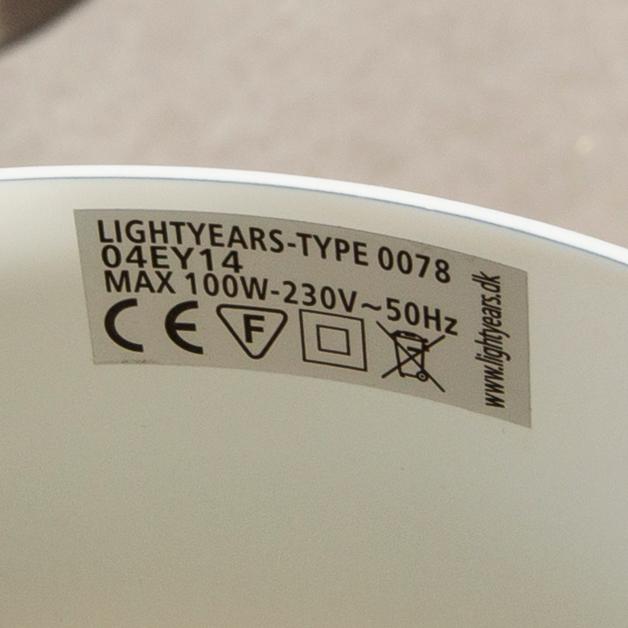 LIGHTYEARS-TYPE 0078
04EY14
MAX 100W-230V~50Hz
CE F
www.lightyears.dk